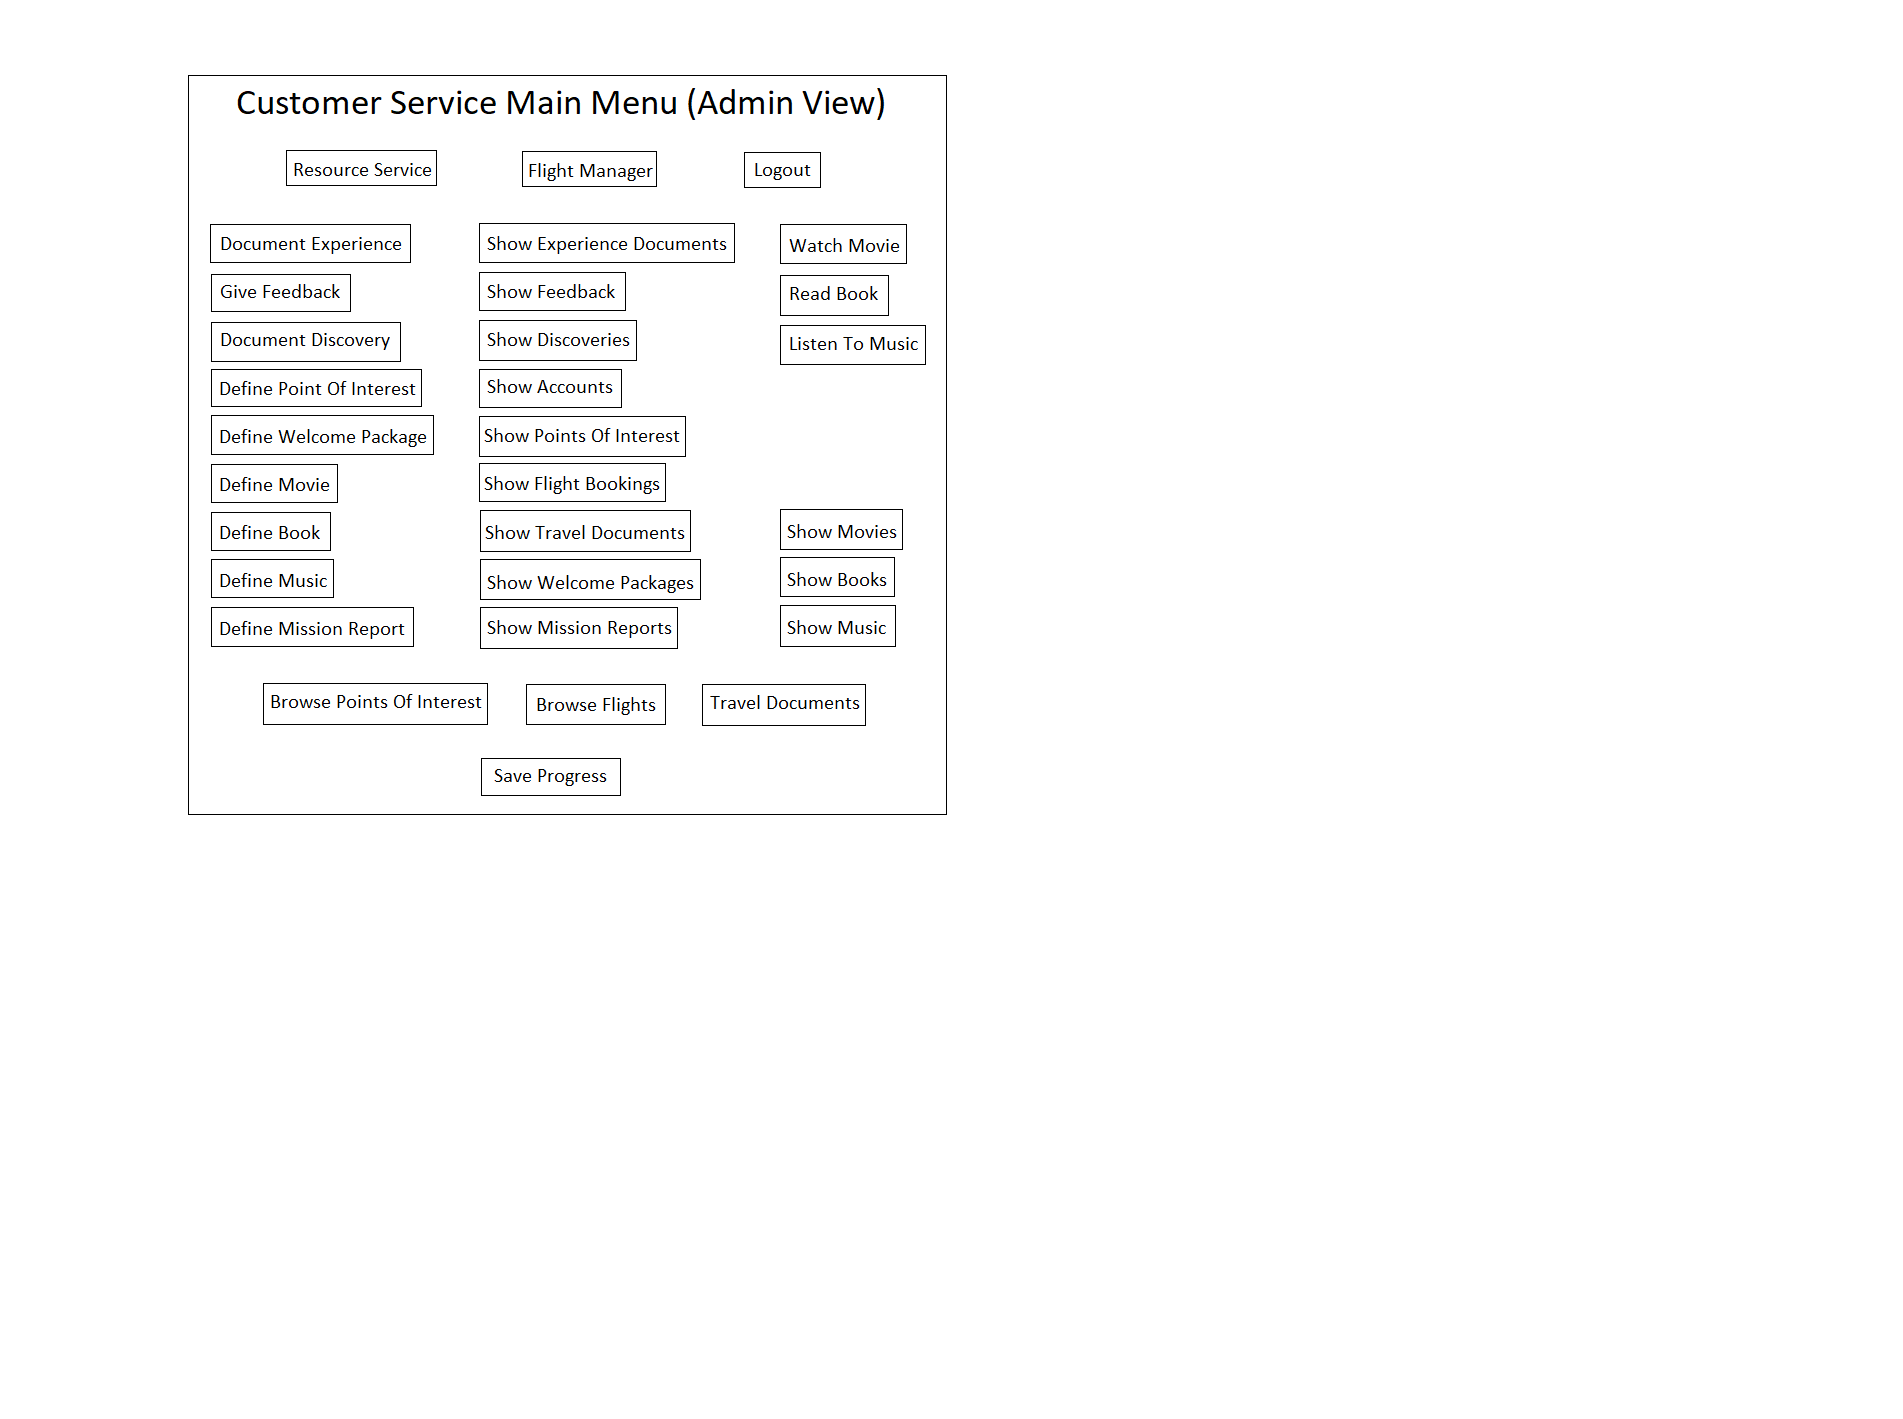 Customer Service Main Menu (Admin View)
Resource Service
Flight Manager
Logout
Document Experience
Show Experience Documents
Watch Movie
Give Feedback
Show Feedback
Read Book
Document Discovery
Show Discoveries
Listen To Music
Define Point Of Interest
Show Accounts
Define Welcome Package
Show Points Of Interest
Define Movie
Show Flight Bookings
Define Book
Show Travel Documents
Show Movies
Define Music
Show Welcome Packages
Show Books
Define Mission Report
Show Mission Reports
Show Music
Browse Points Of Interest
Browse Flights
Travel Documents
Save Progress